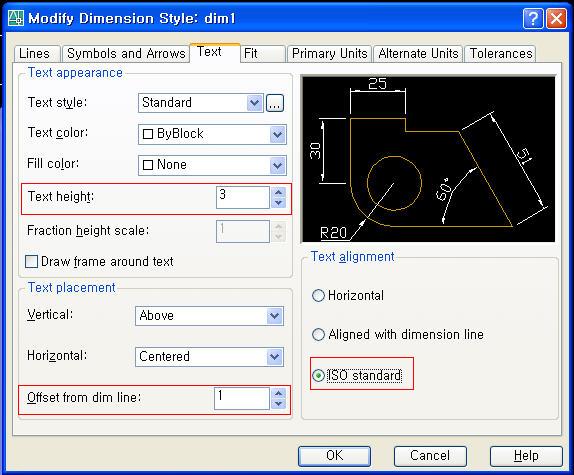 Modify Dimension Style: dim1
Lines Symbols and Arrows Text Fit Primary Units Alternate Units Tolerances
Text appearance
Text style: Standard ...
Text color: ByBlock
Fill color: None
Text height: 3
Fraction height scale: 1
Draw frame around text
Text placement
Vertical: Above
Horizontal: Centered
Offset from dim line: 1
25
30
51
60°
R20
Text alignment
Horizontal
Aligned with dimension line
ISO standard
OK Cancel Help